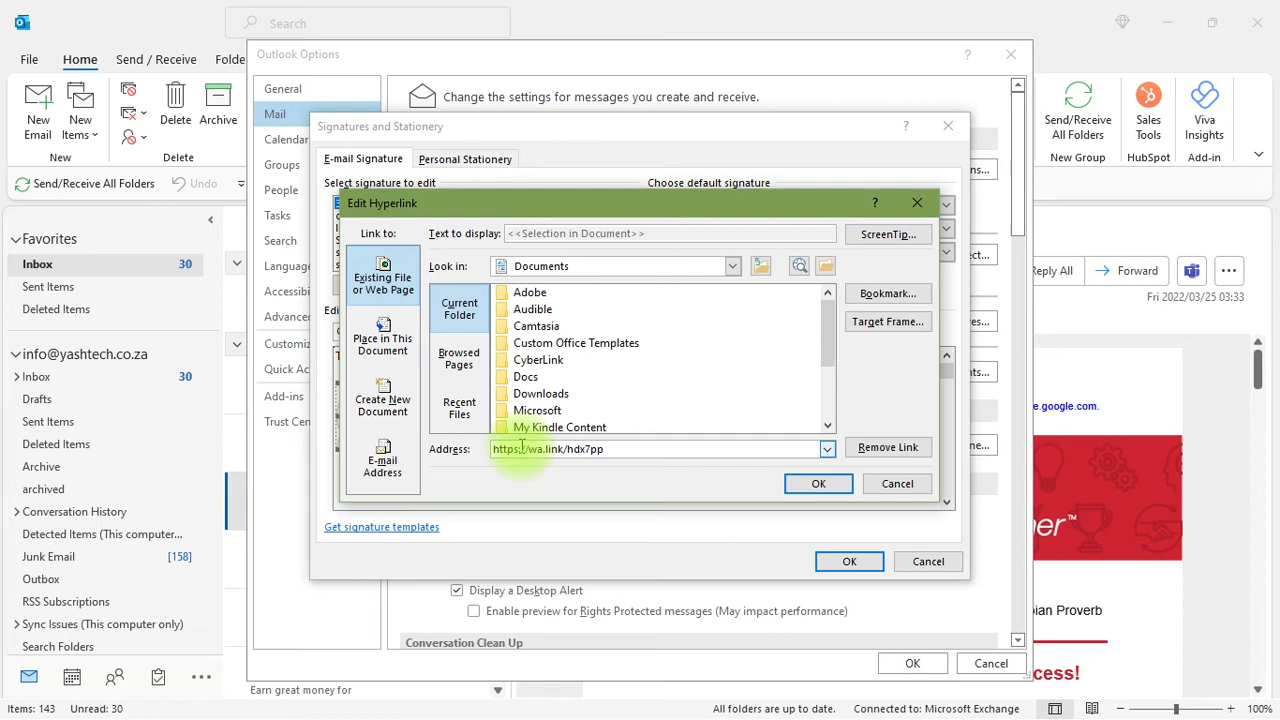 Search
File
Home
Send / Receive
Folde
New
Email
New
Items
Delete
Archive
New
Delete
Send/Receive
All Folders
New Group
Sales
Tools
HubSpot
Viva
Insights
Add-in
Send/Receive All Folders
Undo
Favorites
Inbox 30
Sent Items
Deleted Items
info@yashtech.co.za
Inbox 30
Drafts
Sent Items
Deleted Items
Archive
archived
Conversation History
Detected Items (This computer...
Junk Email [158]
Outbox
RSS Subscriptions
Sync Issues (This computer only)
Search Folders
Outlook Options
General
Mail
Calendar
Groups
People
Tasks
Search
Language
Accessibi
Advance
Customiz
Quick Ac
Add-ins
Trust Cen
Change the settings for messages you create and receive.
Signatures and Stationery
E-mail Signature
Personal Stationery
Select signature to edit
Choose default signature
Edit Hyperlink
Link to:
Text to display: <<Selection in Document>>
ScreenTip...
Existing File
or Web Page
Place in This
Document
Create New
Document
E-mail
Address
Look in: Documents
Current
Folder
Browsed
Pages
Recent
Files
Adobe
Audible
Camtasia
Custom Office Templates
CyberLink
Docs
Downloads
Microsoft
My Kindle Content
Bookmark...
Target Frame...
Address: https://wa.link/hdx7pp
Remove Link
OK
Cancel
Get signature templates
OK
Cancel
Display a Desktop Alert
Enable preview for Rights Protected messages (May impact performance)
Conversation Clean Up
OK
Cancel
Earn great money for
eply All
Forward
Fri 2022/03/25 03:33
e.google.com.
ner™
ian Proverb
cess!
Items: 143
Unread: 30
All folders are up to date.
Connected to: Microsoft Exchange
100%